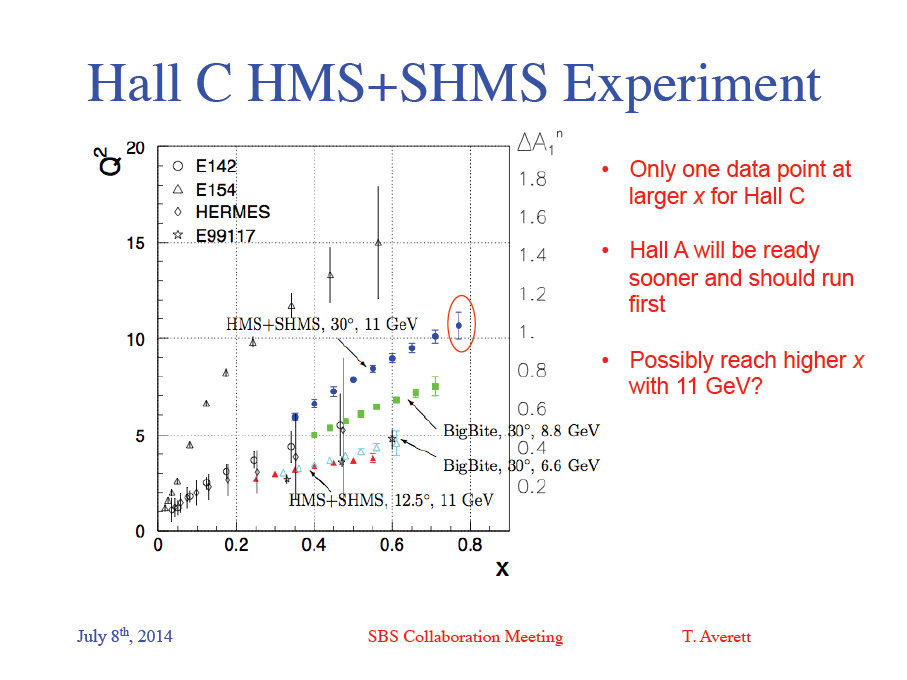 Hall C HMS+SHMS Experiment
Q2
20
15
10
5
0
E142
E154
HERMES
E99117
HMS+SHMS, 30°, 11 GeV
BigBite, 30°, 8.8 GeV
BigBite, 30°, 6.6 GeV
HMS+SHMS, 12.5°, 11 GeV
0
0.2
0.4
0.6
0.8
X
ΔA1n
1.8
1.6
1.4
1.2
1.
0.8
0.6
0.4
0.2
• Only one data point at
larger x for Hall C
• Hall A will be ready
sooner and should run
first
• Possibly reach higher x
with 11 GeV?
July 8th, 2014
SBS Collaboration Meeting
T. Averett